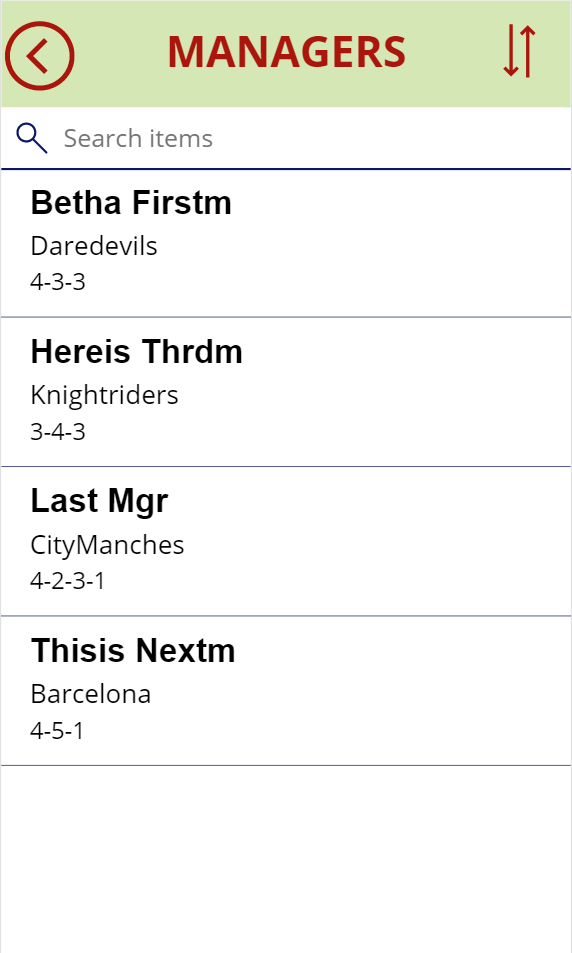 MANAGERS
Search items
Betha Firstm
Daredevils
4-3-3
Hereis Thrdm
Knightriders
3-4-3
Last Mgr
CityManches
4-2-3-1
Thisis Nextm
Barcelona
4-5-1